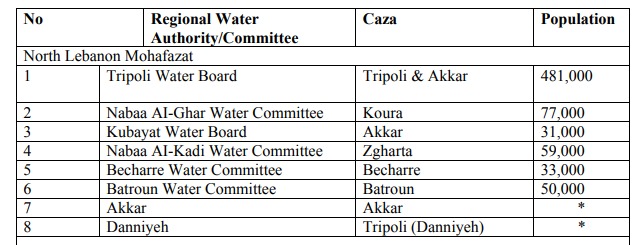 No Regional Water Caza Population
Authority/Committee
North Lebanon Mohafazat
1 Tripoli Water Board Tripoli & Akkar 481,000
2 Nabaa AI-Ghar Water Committee Koura 77,000
3 Kubayat Water Board Akkar 31,000
4 Nabaa AI-Kadi Water Committee Zgharta 59,000
5 Becharre Water Committee Becharre 33,000
6 Batroun Water Committee Batroun 50,000
7 Akkar Akkar *
8 Danniyeh Tripoli (Danniyeh) *